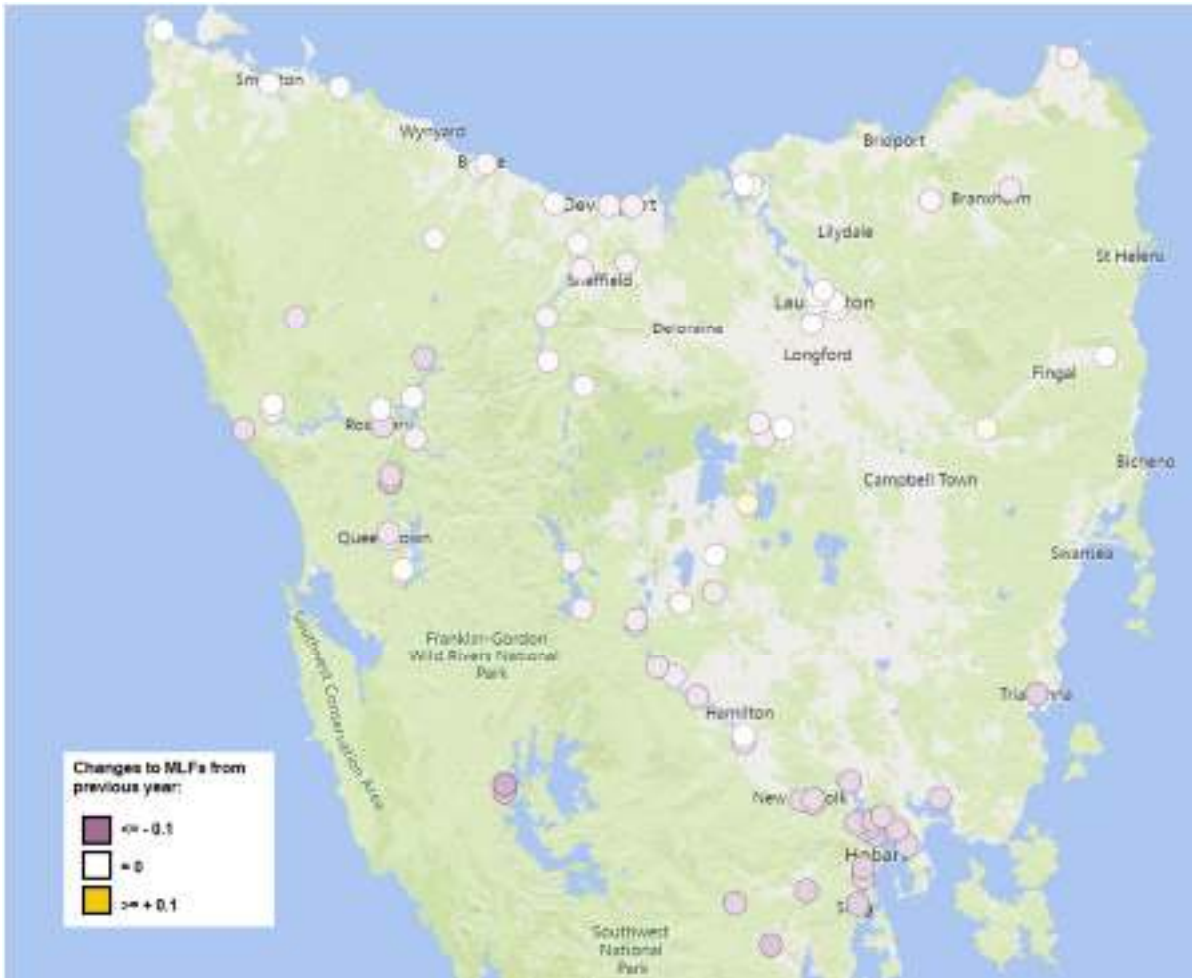 Wynyard
Bridport
Branxholm
Lilydale
St Helens
Sheffield
Deloraine
Longford
Fingal
Bicheno
Campbell Town
Swansea
Franklin-Gordon
Wild Rivers National
Park
Southwest Conservation Area
Hamilton
Changes to MLFs from
previous year:
<= - 0.1
= 0
>= + 0.1
New
Hobart
Southwest
National
Park